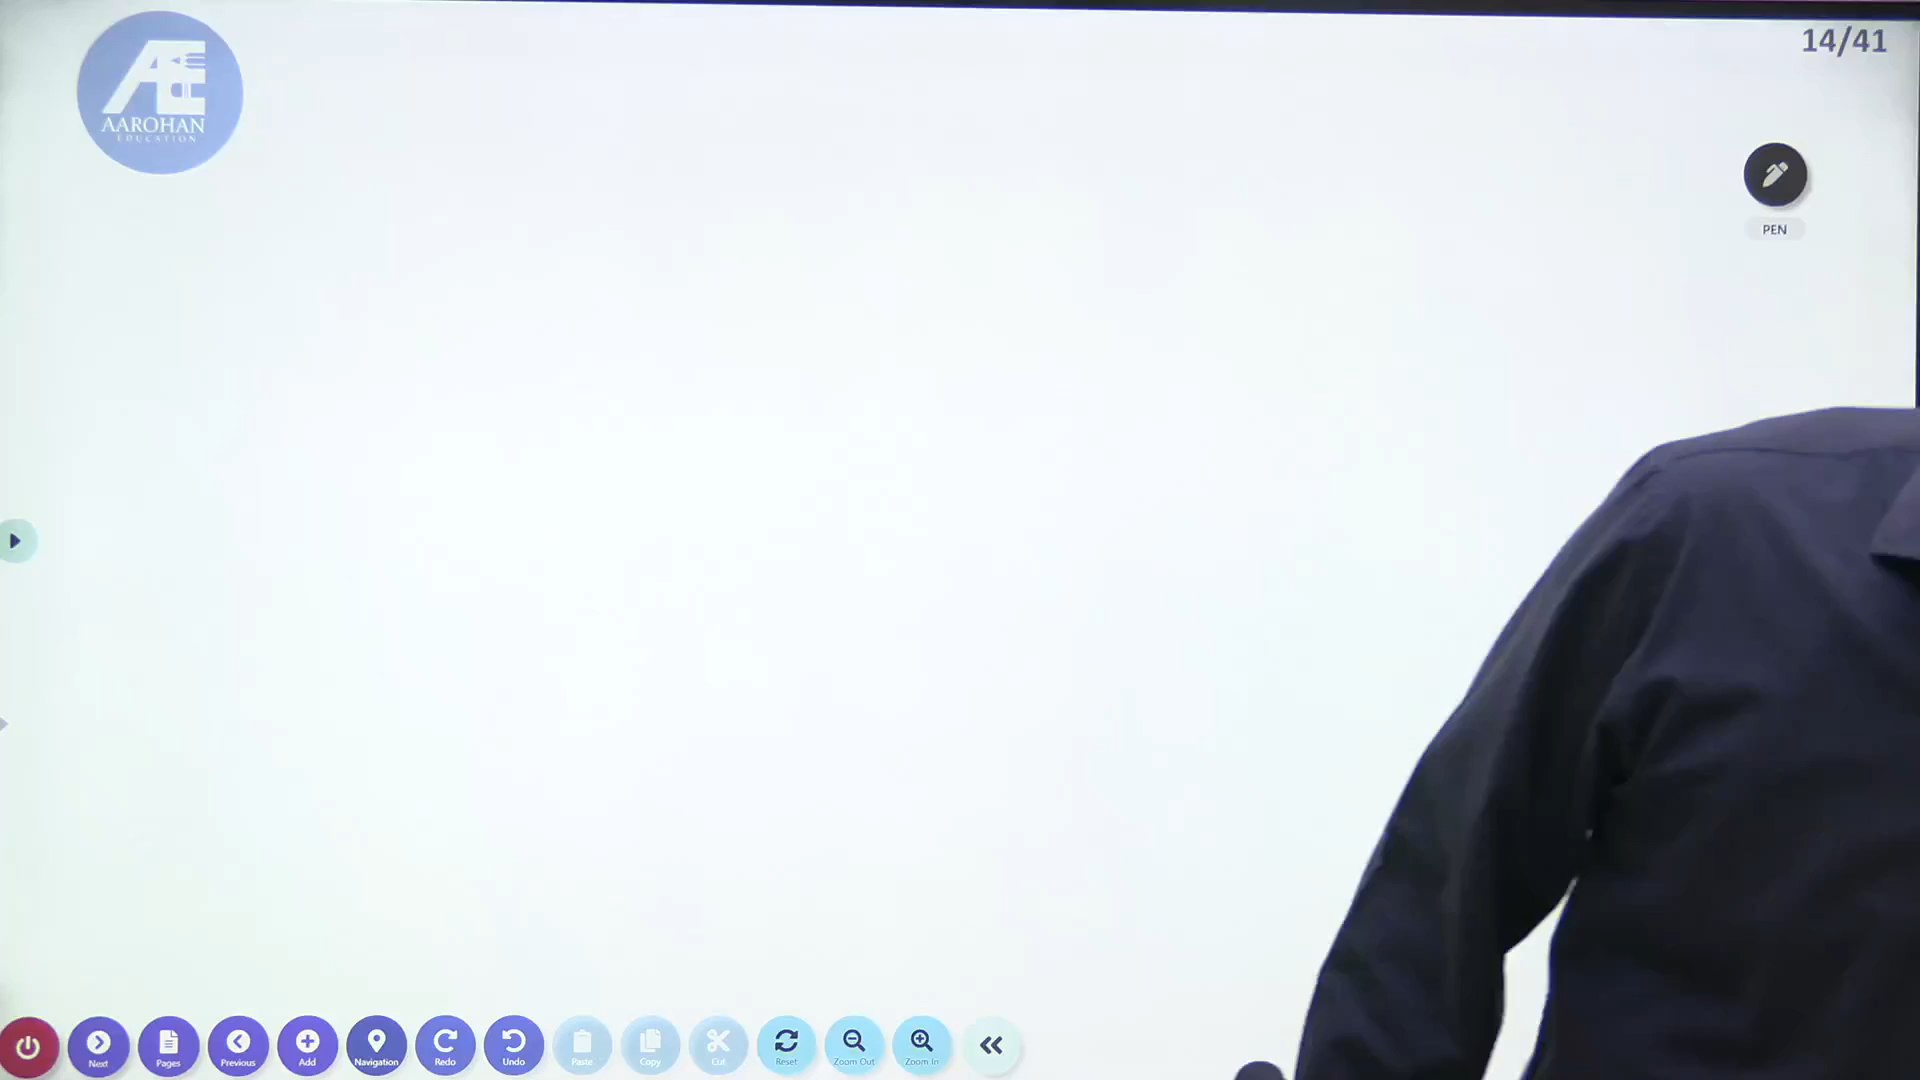 14/41
AAROHAN
EDUCATION
PEN
Next
Pages
Previous
Add
Navigation
Redo
Undo
Paste
Copy
Cut
Reset
Zoom Out
Zoom In